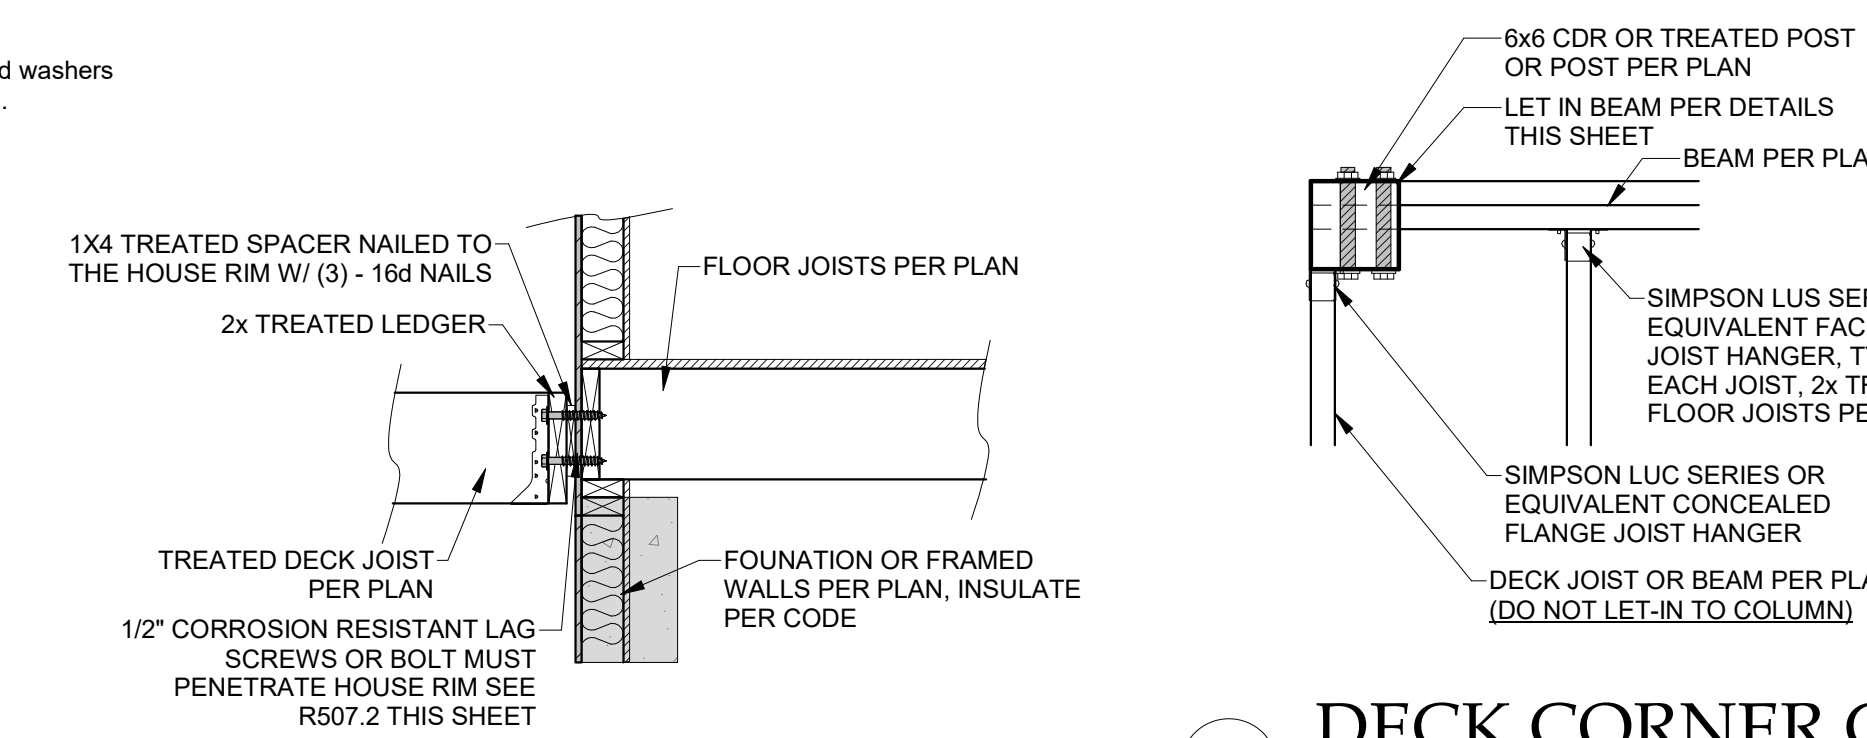 d washers
.
1X4 TREATED SPACER NAILED TO
THE HOUSE RIM W/ (3) - 16d NAILS
2x TREATED LEDGER
FLOOR JOISTS PER PLAN
TREATED DECK JOIST
PER PLAN
1/2" CORROSION RESISTANT LAG
SCREWS OR BOLT MUST
PENETRATE HOUSE RIM SEE
R507.2 THIS SHEET
FOUNATION OR FRAMED
WALLS PER PLAN, INSULATE
PER CODE
6x6 CDR OR TREATED POST
OR POST PER PLAN
LET IN BEAM PER DETAILS
THIS SHEET
BEAM PER PLA
SIMPSON LUS SE
EQUIVALENT FAC
JOIST HANGER, T
EACH JOIST, 2x T
FLOOR JOISTS PE
SIMPSON LUC SERIES OR
EQUIVALENT CONCEALED
FLANGE JOIST HANGER
DECK JOIST OR BEAM PER PLA
(DO NOT LET-IN TO COLUMN)
DECK CORNER